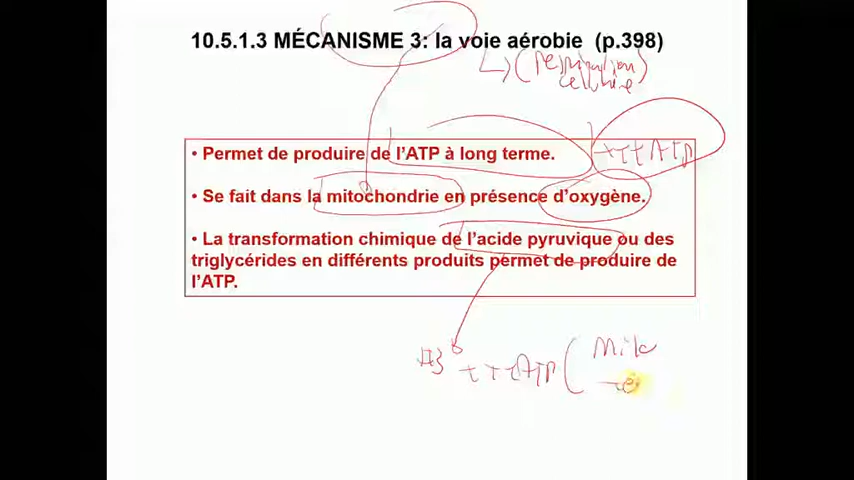 10.5.1.3 MÉCANISME 3: la voie aérobie (p.398)
(respiration
cellulaire)
• Permet de produire de l'ATP à long terme.
+++ ATP
• Se fait dans la mitochondrie en présence d'oxygène.
• La transformation chimique de l'acide pyruvique ou des
triglycérides en différents produits permet de produire de
l'ATP.
#3
+++ATP (